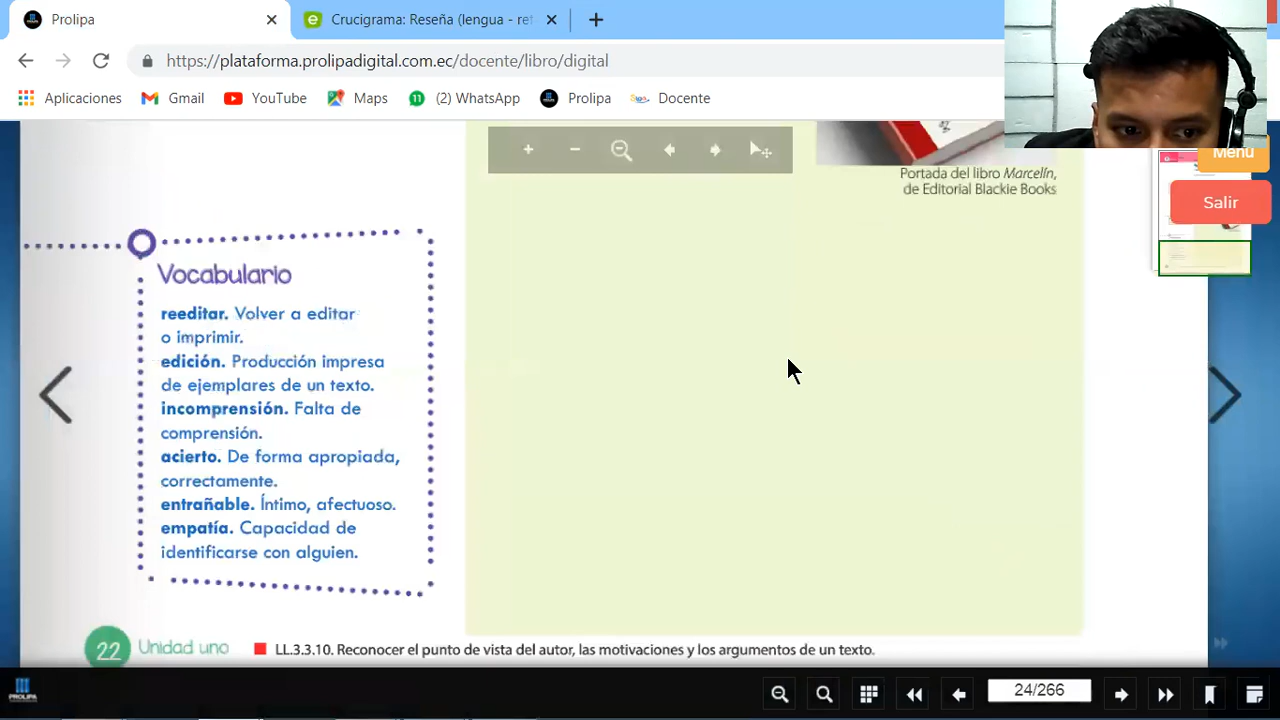 Prolipa
Crucigrama: Reseña (lengua - ref
https://plataforma.prolipadigital.com.ec/docente/libro/digital
Aplicaciones
Gmail
YouTube
Maps
(2) WhatsApp
Prolipa
Docente
Menú
Salir
Portada del libro Marcelín,
de Editorial Blackie Books
Vocabulario
reeditar. Volver a editar
o imprimir.
edición. Producción impresa
de ejemplares de un texto.
incomprensión. Falta de
comprensión.
acierto. De forma apropiada,
correctamente.
entrañable. Íntimo, afectuoso.
empatía. Capacidad de
identificarse con alguien.
22 Unidad uno
LL.3.3.10. Reconocer el punto de vista del autor, las motivaciones y los argumentos de un texto.
PROLIPA
24/266